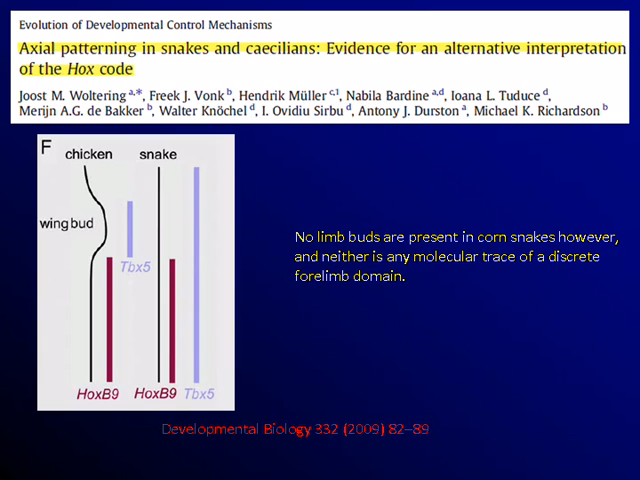 Evolution of Developmental Control Mechanisms
Axial patterning in snakes and caecilians: Evidence for an alternative interpretation
of the Hox code
Joost M. Woltering a,*, Freek J. Vonk b, Hendrik Müller c,1, Nabila Bardine a,d, Ioana L. Tuduce d,
Merijn A.G. de Bakker b, Walter Knöchel d, I. Ovidiu Sirbu d, Antony J. Durston a, Michael K. Richardson b
F
chicken snake
wing bud
Tbx5
HoxB9 HoxB9 Tbx5
No limb buds are present in corn snakes however,
and neither is any molecular trace of a discrete
forelimb domain.
Developmental Biology 332 (2009) 82–89